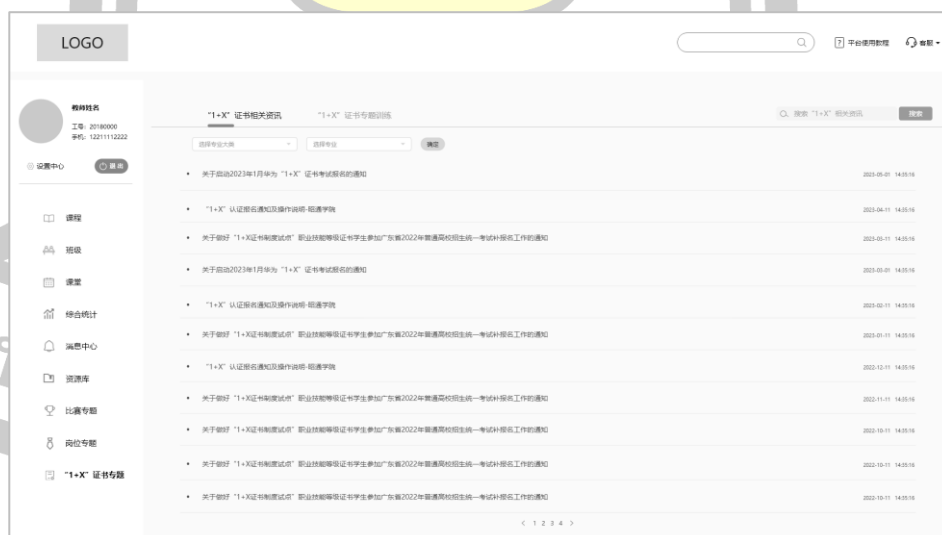 LOGO
? 平台使用教程 客服
教师姓名
工号: 20180000
手机: 12211112222
设置中心 退出
课程
班级
课堂
综合统计
消息中心
资源库
比赛专题
岗位专题
“1+X”证书专题
“1+X”证书相关资讯 “1+X”证书专题训练
搜索“1+X”相关资讯 搜索
选择专业大类 选择专业 确定
• 关于启动2023年1月华为“1+X”证书考试报名的通知 2023-05-01 14:35:16
• “1+X”认证报名通知及操作说明-昭通学院 2023-04-11 14:35:16
• 关于做好“1+X证书制度试点”职业技能等级证书学生参加广东省2022年普通高校招生统一考试补报名工作的通知 2023-03-11 14:35:16
• 关于启动2023年1月华为“1+X”证书考试报名的通知 2023-03-01 14:35:16
• “1+X”认证报名通知及操作说明-昭通学院 2023-02-11 14:35:16
• 关于做好“1+X证书制度试点”职业技能等级证书学生参加广东省2022年普通高校招生统一考试补报名工作的通知 2023-01-11 14:35:16
• “1+X”认证报名通知及操作说明-昭通学院 2022-12-11 14:35:16
• 关于做好“1+X证书制度试点”职业技能等级证书学生参加广东省2022年普通高校招生统一考试补报名工作的通知 2022-11-11 14:35:16
• 关于做好“1+X证书制度试点”职业技能等级证书学生参加广东省2022年普通高校招生统一考试补报名工作的通知 2022-10-11 14:35:16
• 关于做好“1+X证书制度试点”职业技能等级证书学生参加广东省2022年普通高校招生统一考试补报名工作的通知 2022-10-11 14:35:16
• 关于做好“1+X证书制度试点”职业技能等级证书学生参加广东省2022年普通高校招生统一考试补报名工作的通知 2022-10-11 14:35:16
< 1 2 3 4 >